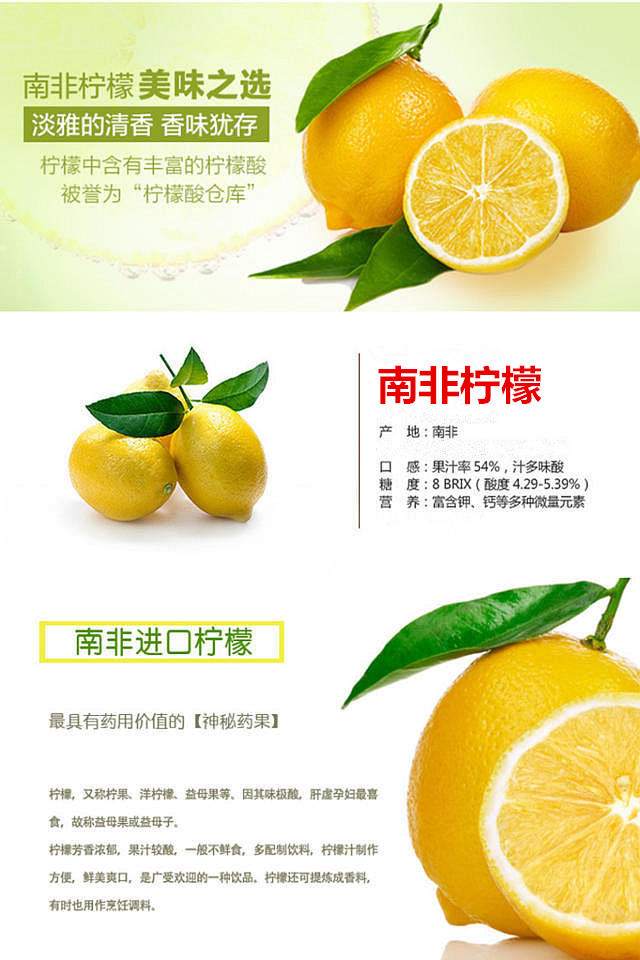 南非柠檬 美味之选
淡雅的清香 香味犹存
柠檬中含有丰富的柠檬酸
被誉为“柠檬酸仓库”
南非柠檬
产 地：南非
口 感：果汁率 54%，汁多味酸
糖 度：8 BRIX（酸度 4.29-5.39%）
营 养：富含钾、钙等多种微量元素
南非进口柠檬
最具有药用价值的【神秘药果】
柠檬，又称柠果、洋柠檬、益母果等。因其味极酸，肝虚孕妇最喜
食，故称益母果或益母子。
柠檬芳香浓郁，果汁较酸，一般不鲜食，多配制饮料，柠檬汁制作
方便，鲜美爽口，是广受欢迎的一种饮品。柠檬还可提炼成香料，
有时也用作烹饪调料。